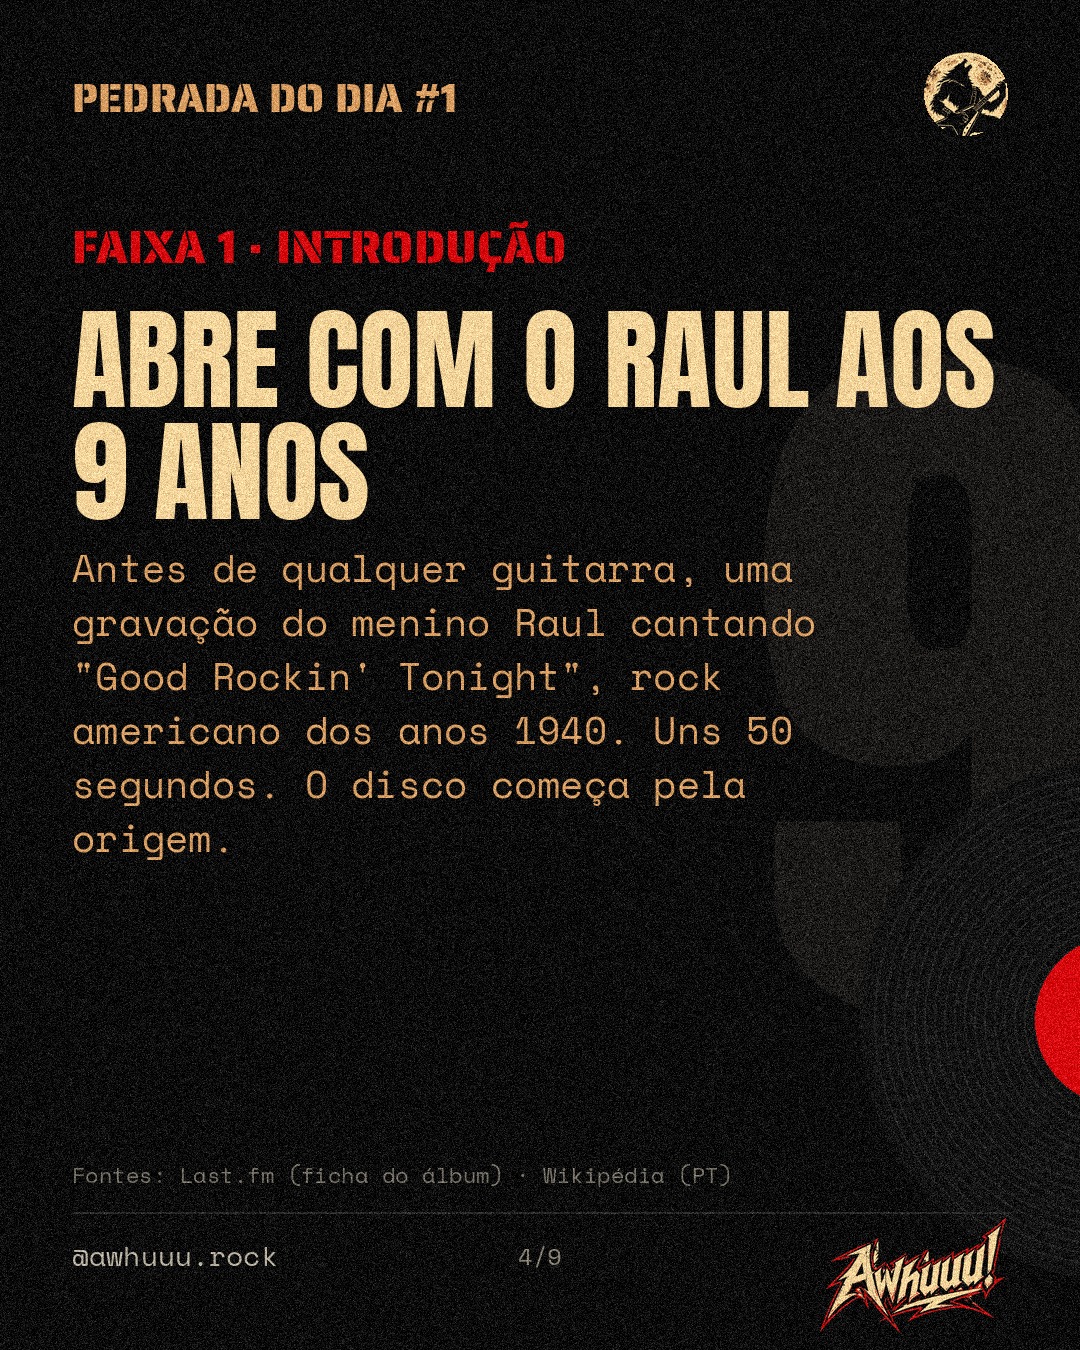 PEDRADA DO DIA #1
FAIXA 1 · INTRODUÇÃO
ABRE COM O RAUL AOS
9 ANOS
Antes de qualquer guitarra, uma
gravação do menino Raul cantando
"Good Rockin' Tonight", rock
americano dos anos 1940. Uns 50
segundos. O disco começa pela
origem.
9
Fontes: Last.fm (ficha do álbum) · Wikipédia (PT)
@awhuuu.rock
4/9
Awhuuu!